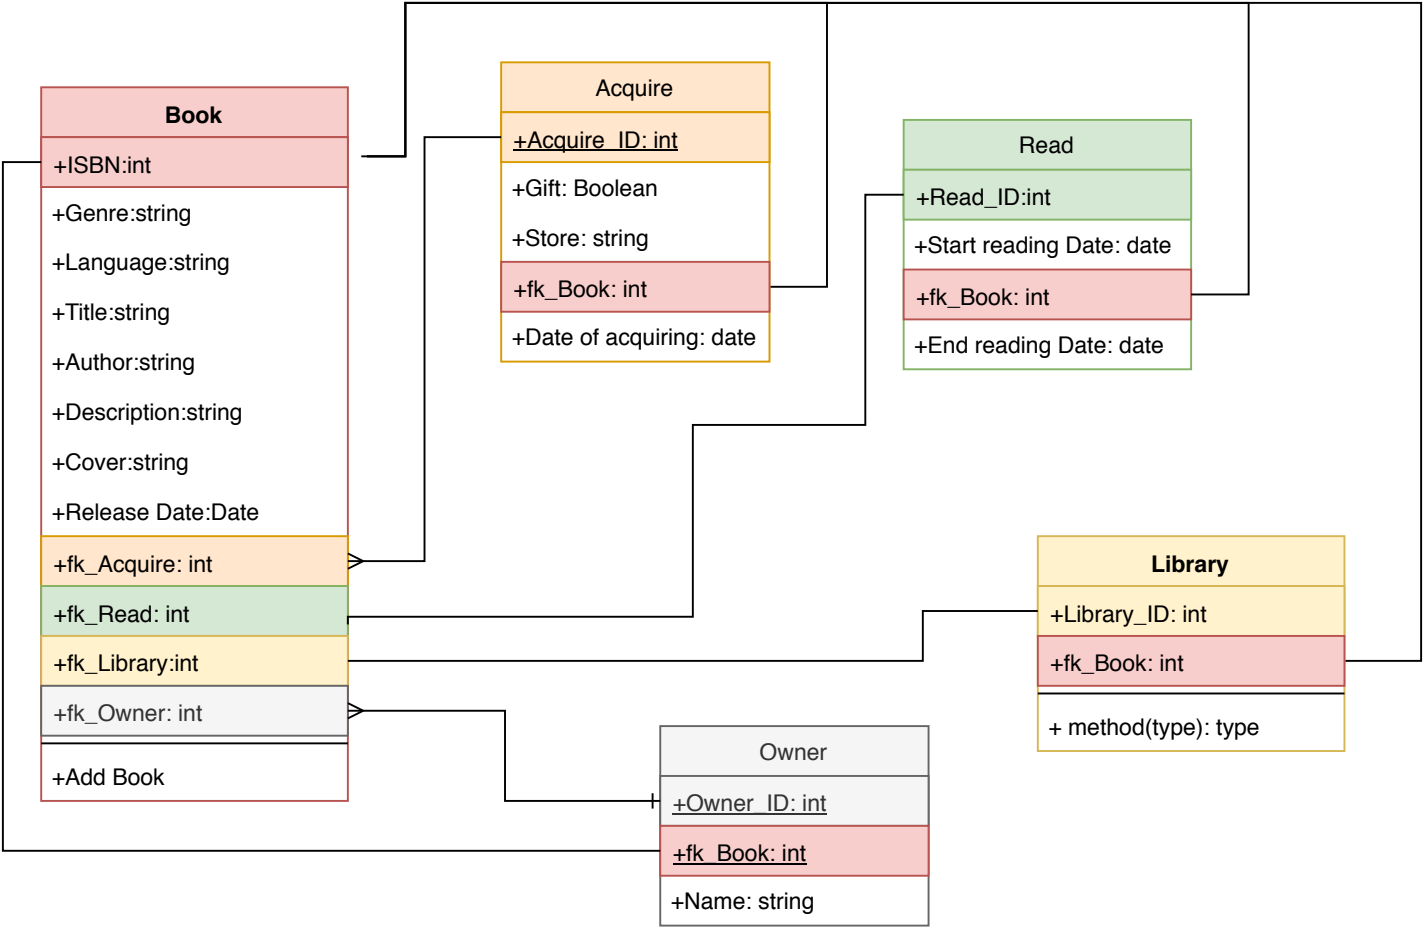 Book
+ISBN:int
+Genre:string
+Language:string
+Title:string
+Author:string
+Description:string
+Cover:string
+Release Date:Date
+fk_Acquire: int
+fk_Read: int
+fk_Library:int
+fk_Owner: int
+Add Book
Acquire
+Acquire_ID: int
+Gift: Boolean
+Store: string
+fk_Book: int
+Date of acquiring: date
Read
+Read_ID:int
+Start reading Date: date
+fk_Book: int
+End reading Date: date
Library
+Library_ID: int
+fk_Book: int
+ method(type): type
Owner
+Owner_ID: int
+fk_Book: int
+Name: string